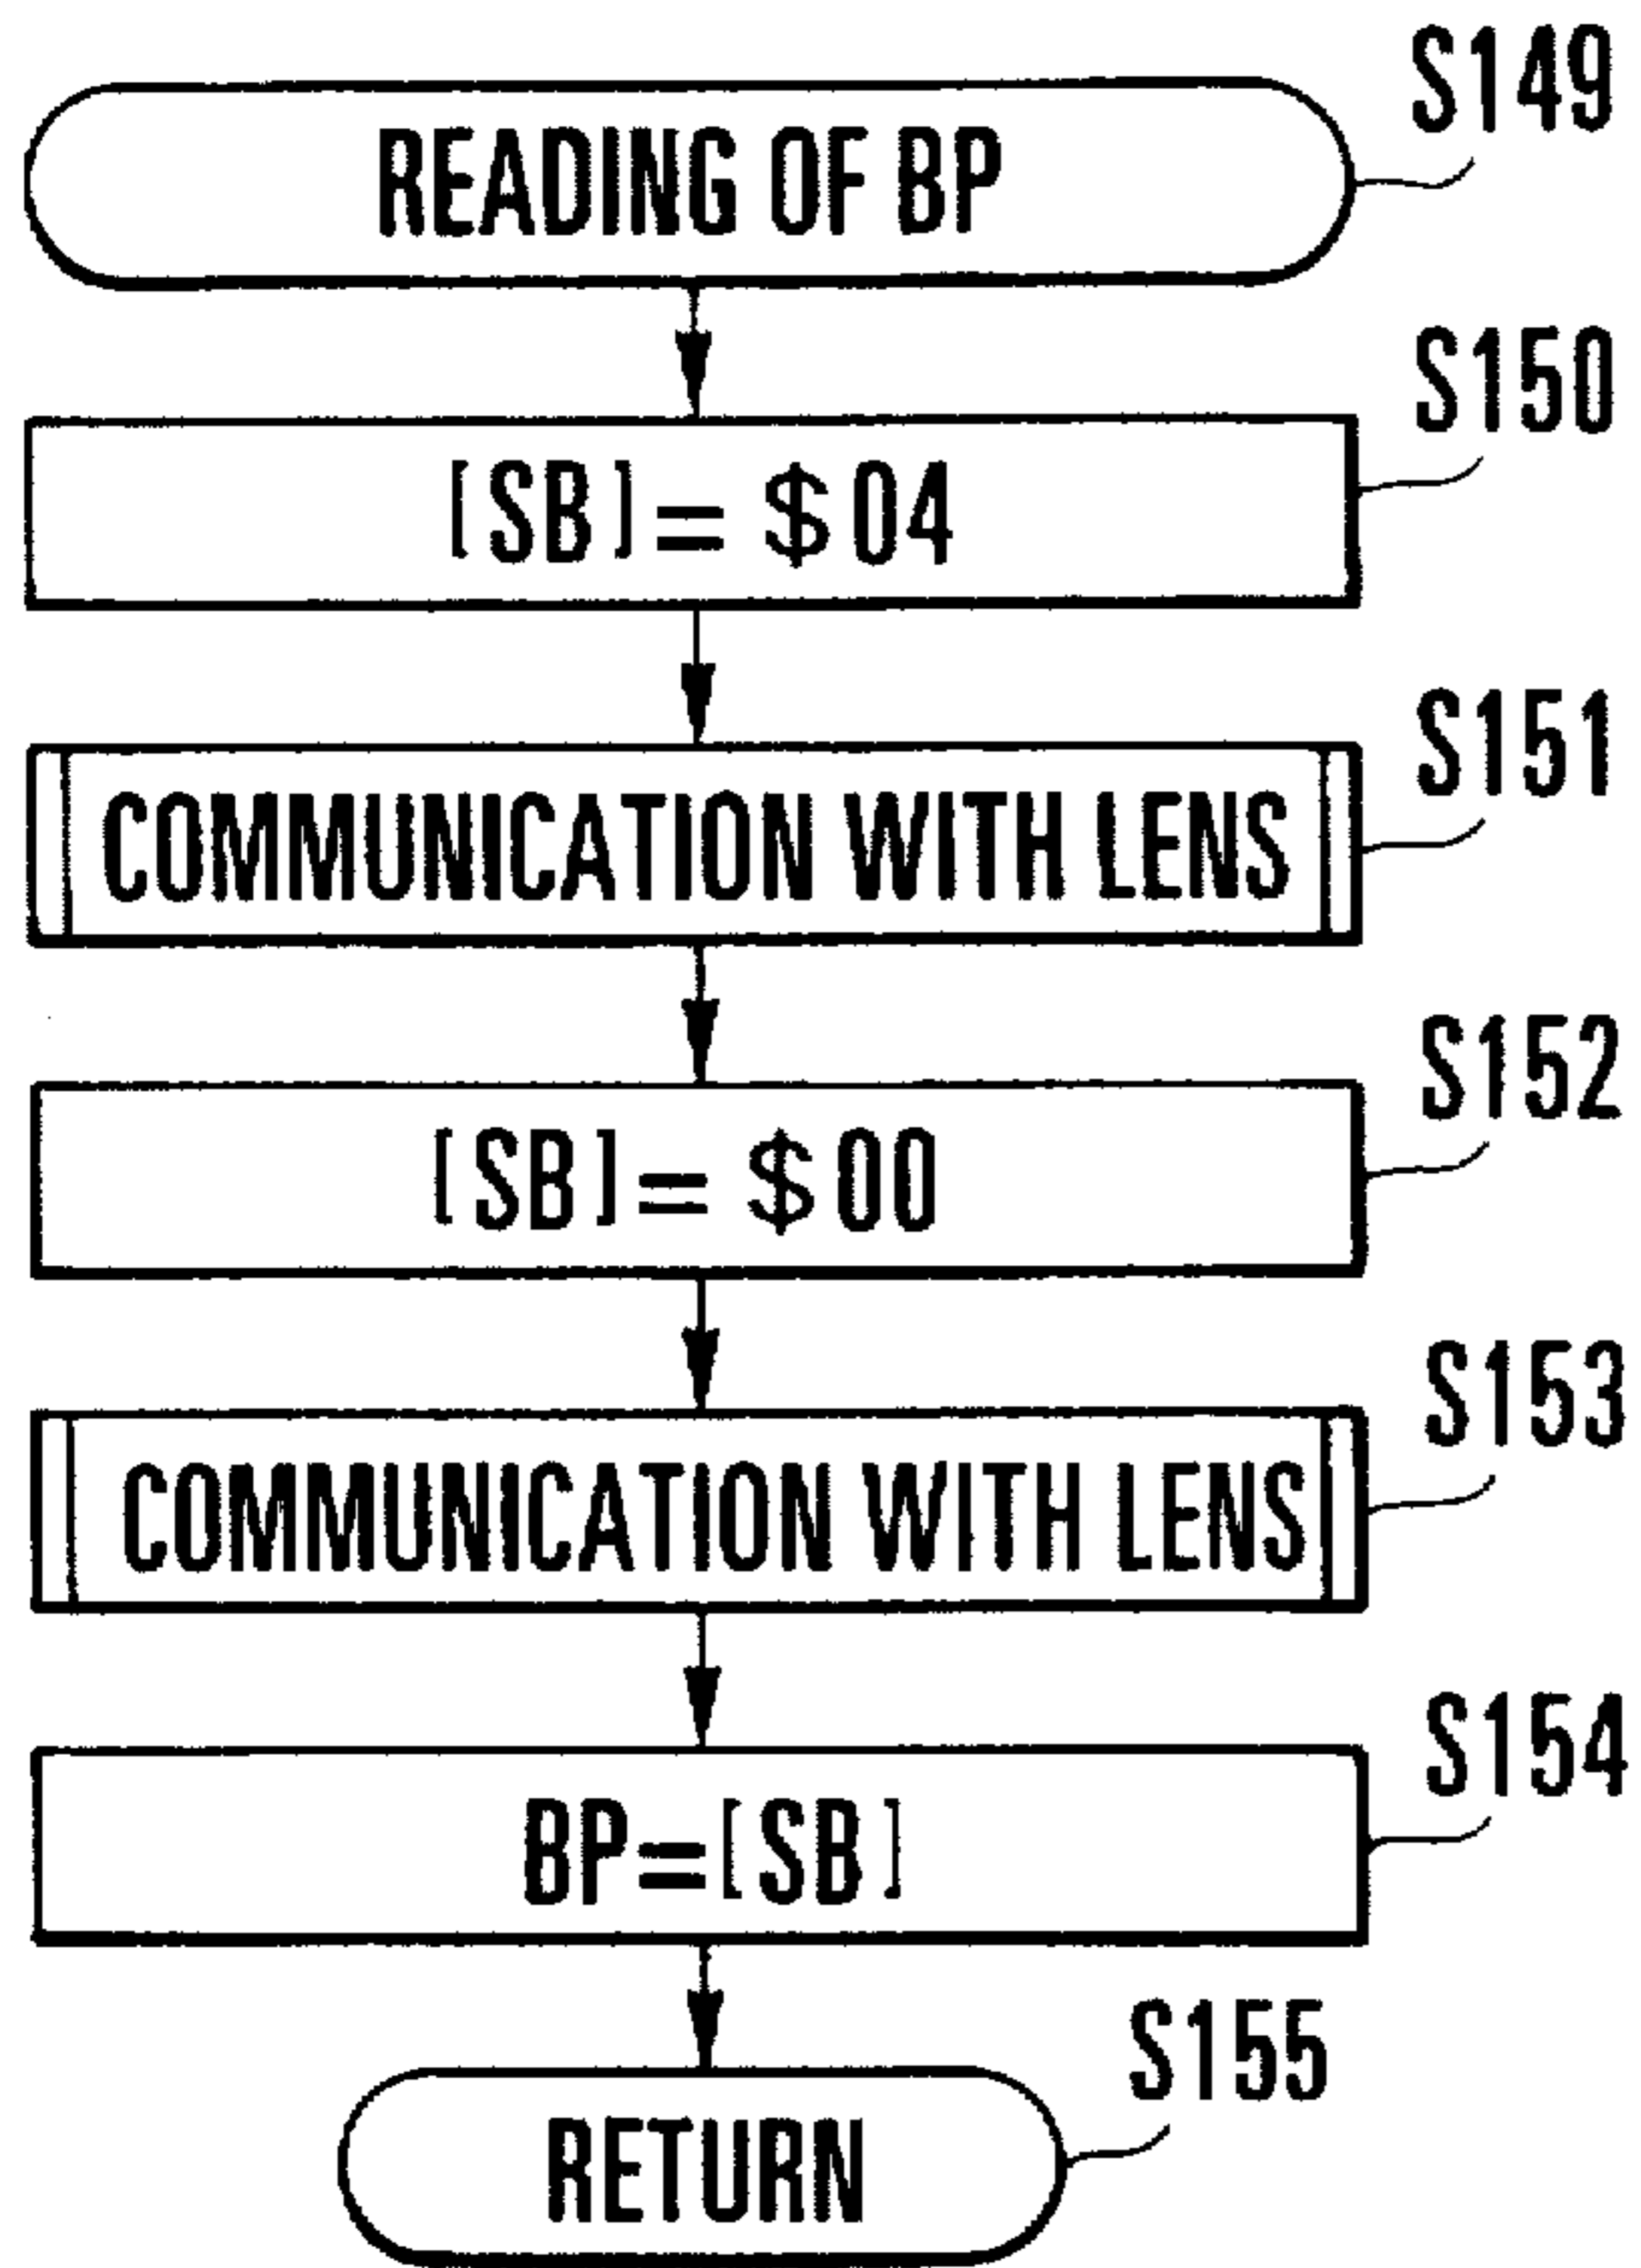 S149
READING OF BP
S150
[SB]= $04
S151
COMMUNICATION WITH LENS
S152
[SB]= $00
S153
COMMUNICATION WITH LENS
S154
BP=[SB]
S155
RETURN